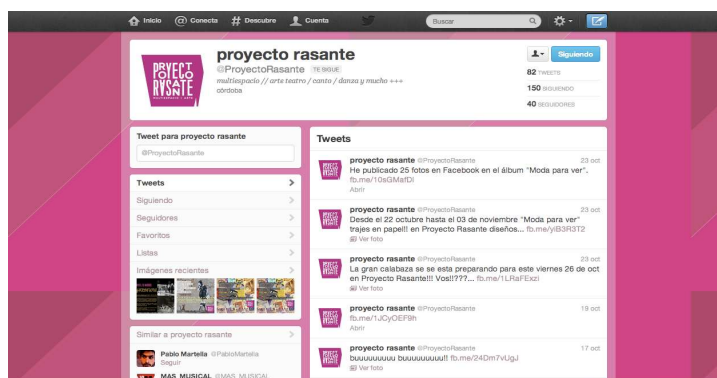 Inicio @ Conecta # Descubre Cuenta Buscar
proyecto rasante
@ProyectoRasante TE SIGUE
multiespacio // arte teatro / canto / danza y mucho +++
córdoba
Siguiendo
82 TWEETS
150 SIGUIENDO
40 SEGUIDORES
PRYECT
RASANTE
Tweet para proyecto rasante
@ProyectoRasante
Tweets
Siguiendo
Seguidores
Favoritos
Listas
Imágenes recientes
Similar a proyecto rasante
Pablo Martella @PabloMartella
Seguir
MAS_MUSICAL @MAS_MUSICAL
Tweets
proyecto rasante @ProyectoRasante 23 oct
He publicado 25 fotos en Facebook en el álbum "Moda para ver".
fb.me/10sGMafDl
Abrir
proyecto rasante @ProyectoRasante 23 oct
Desde el 22 octubre hasta el 03 de noviembre "Moda para ver"
trajes en papel!! en Proyecto Rasante diseños... fb.me/yiB3R3T2
Ver foto
proyecto rasante @ProyectoRasante 23 oct
La gran calabaza se se esta preparando para este viernes 26 de oct
en Proyecto Rasante!!! Vos!!???... fb.me/1LRaFExzi
Ver foto
proyecto rasante @ProyectoRasante 19 oct
fb.me/1JCyOEF9h
Abrir
proyecto rasante @ProyectoRasante 17 oct
buuuuuuuuu buuuuuuuuu!! fb.me/24Dm7vUgJ
Ver foto